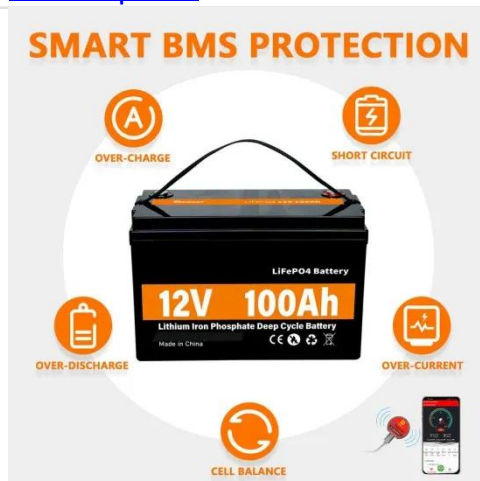 SMART BMS PROTECTION
OVER-CHARGE
SHORT CIRCUIT
LiFePO4 Battery
12V 100Ah
Lithium Iron Phosphate Deep Cycle Battery
Made in China
CE
OVER-DISCHARGE
OVER-CURRENT
CELL BALANCE